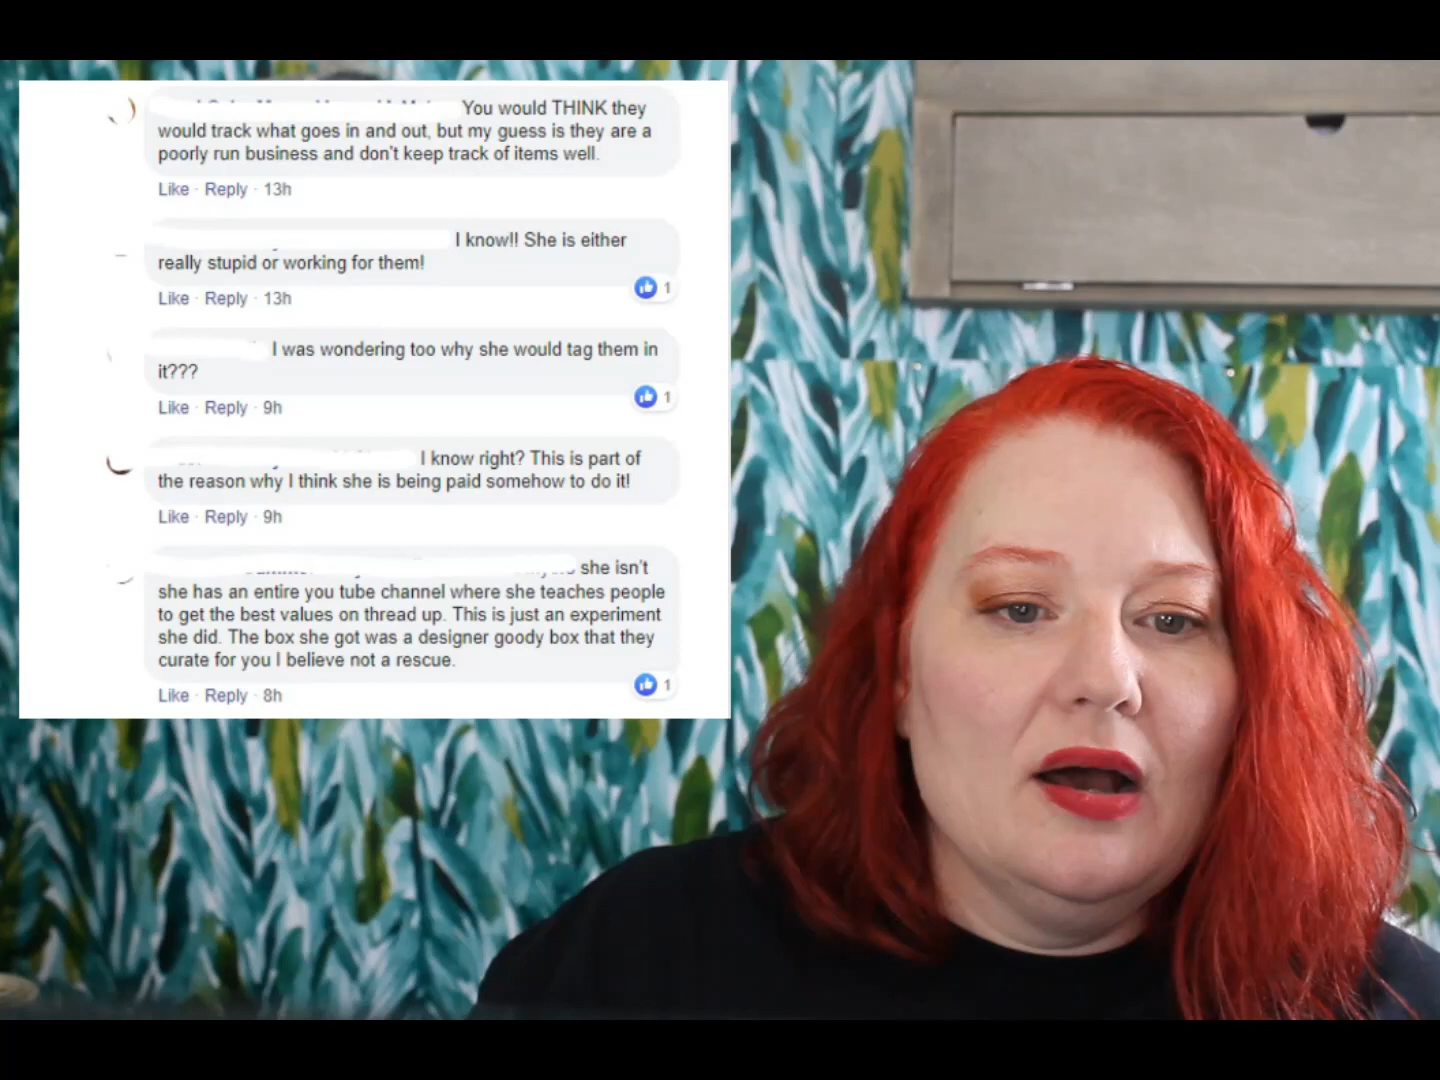 You would THINK they
would track what goes in and out, but my guess is they are a
poorly run business and don't keep track of items well.
Like · Reply · 13h
I know!! She is either
really stupid or working for them!
1
Like · Reply · 13h
I was wondering too why she would tag them in
it???
1
Like · Reply · 9h
I know right? This is part of
the reason why I think she is being paid somehow to do it!
Like · Reply · 9h
she isn't
she has an entire you tube channel where she teaches people
to get the best values on thread up. This is just an experiment
she did. The box she got was a designer goody box that they
curate for you I believe not a rescue.
1
Like · Reply · 8h